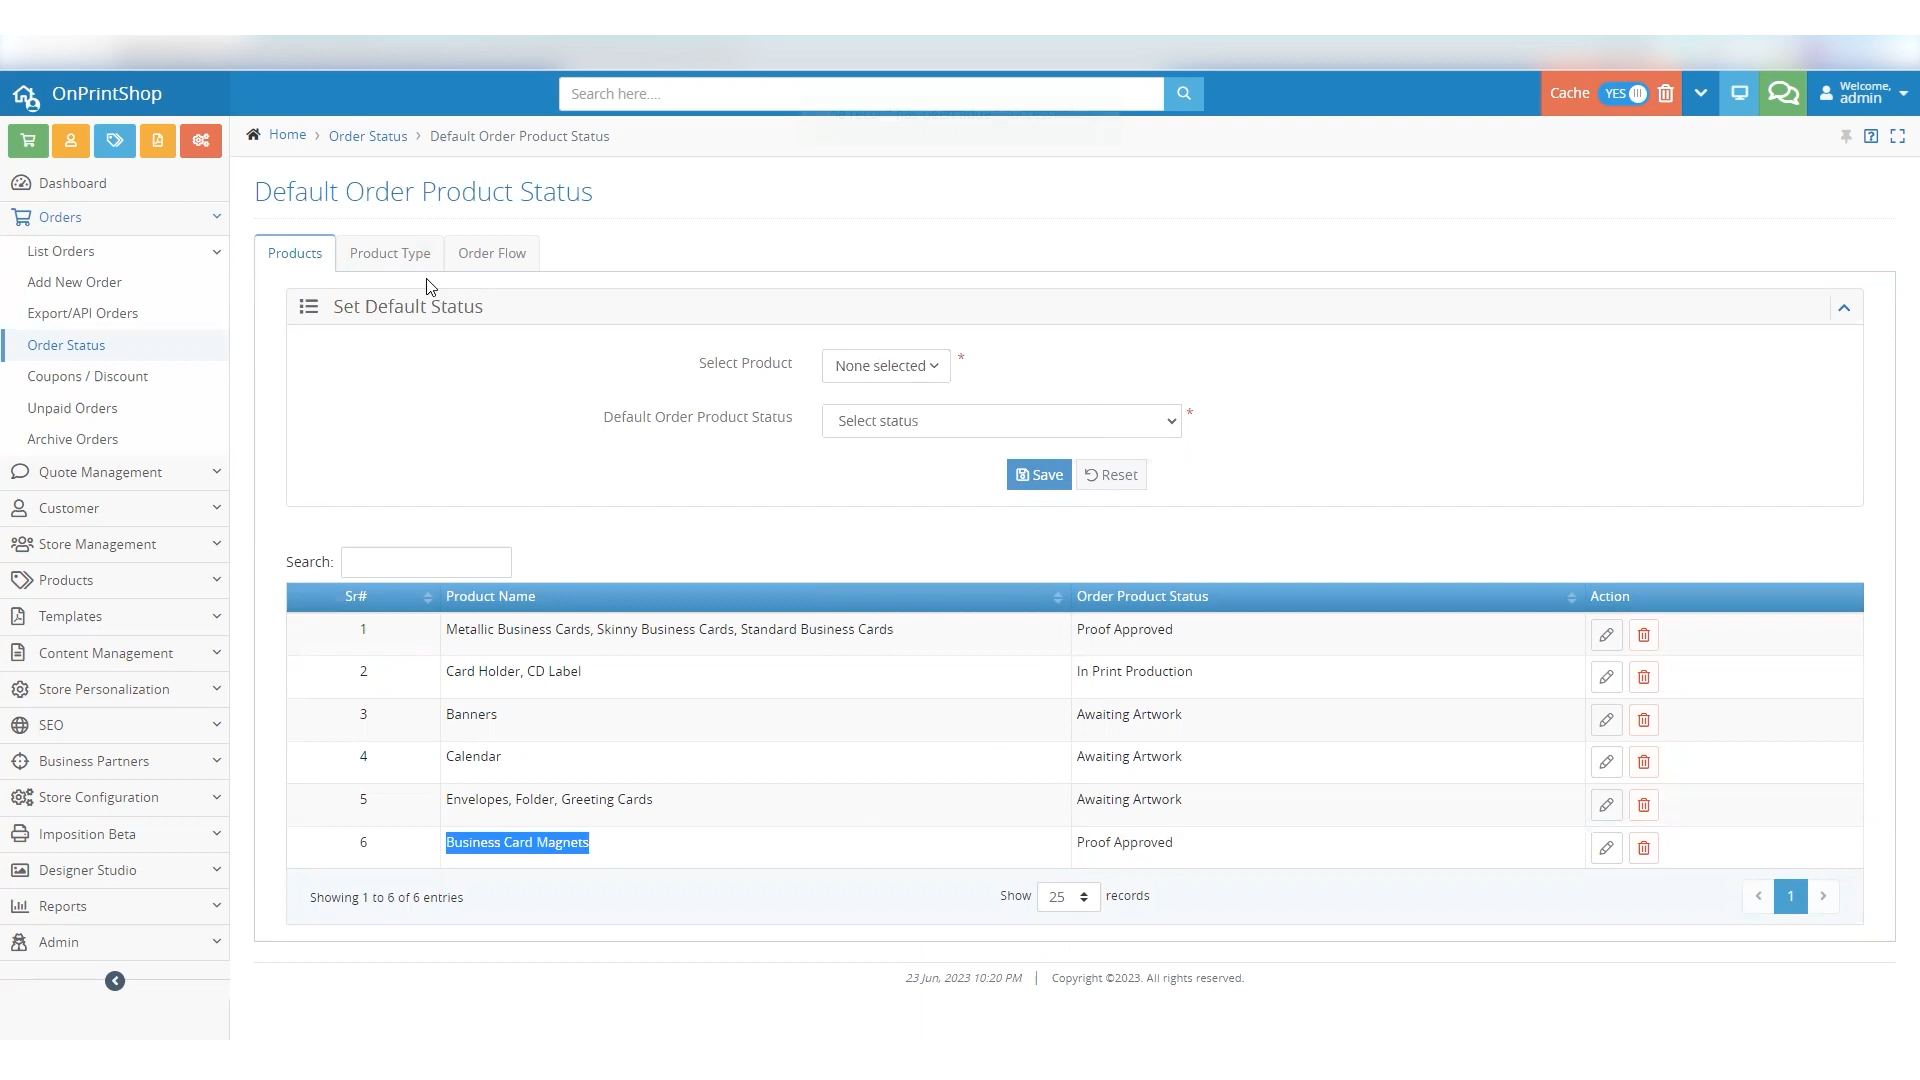 OnPrintShop
Search here....
Cache YES
Welcome,
admin
Home › Order Status › Default Order Product Status
Dashboard
Orders
List Orders
Add New Order
Export/API Orders
Order Status
Coupons / Discount
Unpaid Orders
Archive Orders
Quote Management
Customer
Store Management
Products
Templates
Content Management
Store Personalization
SEO
Business Partners
Store Configuration
Imposition Beta
Designer Studio
Reports
Admin
Default Order Product Status
Products Product Type Order Flow
Set Default Status
Select Product None selected *
Default Order Product Status Select status *
Save Reset
Search:
Sr# Product Name Order Product Status Action
1 Metallic Business Cards, Skinny Business Cards, Standard Business Cards Proof Approved
2 Card Holder, CD Label In Print Production
3 Banners Awaiting Artwork
4 Calendar Awaiting Artwork
5 Envelopes, Folder, Greeting Cards Awaiting Artwork
6 Business Card Magnets Proof Approved
Showing 1 to 6 of 6 entries Show 25 records 1
23 Jun, 2023 10:20 PM | Copyright ©2023. All rights reserved.